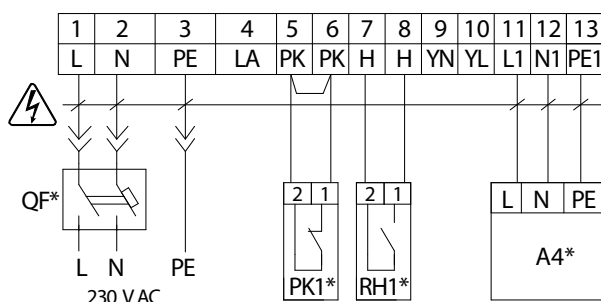 1 2 3 4 5 6 7 8 9 10 11 12 13
L N PE LA PK PK H H YN YL L1 N1 PE1
2 1 2 1 L N PE
QF*
A4*
L N PE PK1* RH1*
230 V AC